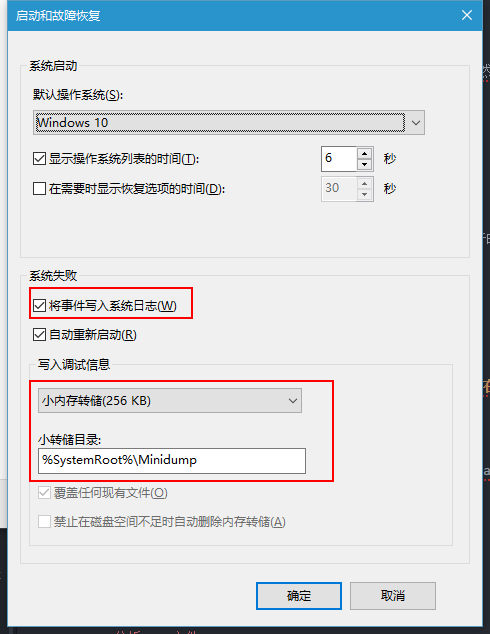 启动和故障恢复
系统启动
默认操作系统(S):
Windows 10
显示操作系统列表的时间(T):
6
秒
在需要时显示恢复选项的时间(D):
30
秒
系统失败
将事件写入系统日志(W)
自动重新启动(R)
写入调试信息
小内存转储(256 KB)
小转储目录:
%SystemRoot%\Minidump
覆盖任何现有文件(O)
禁止在磁盘空间不足时自动删除内存转储(A)
确定
取消